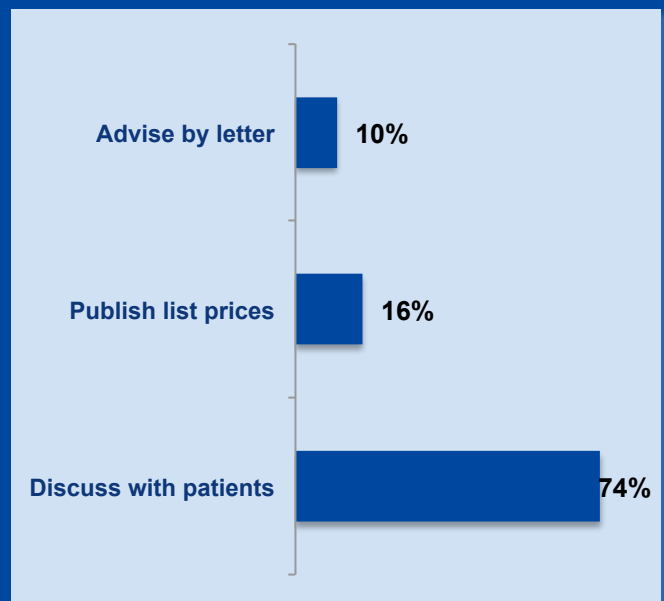 Advise by letter 10%
Publish list prices 16%
Discuss with patients 74%